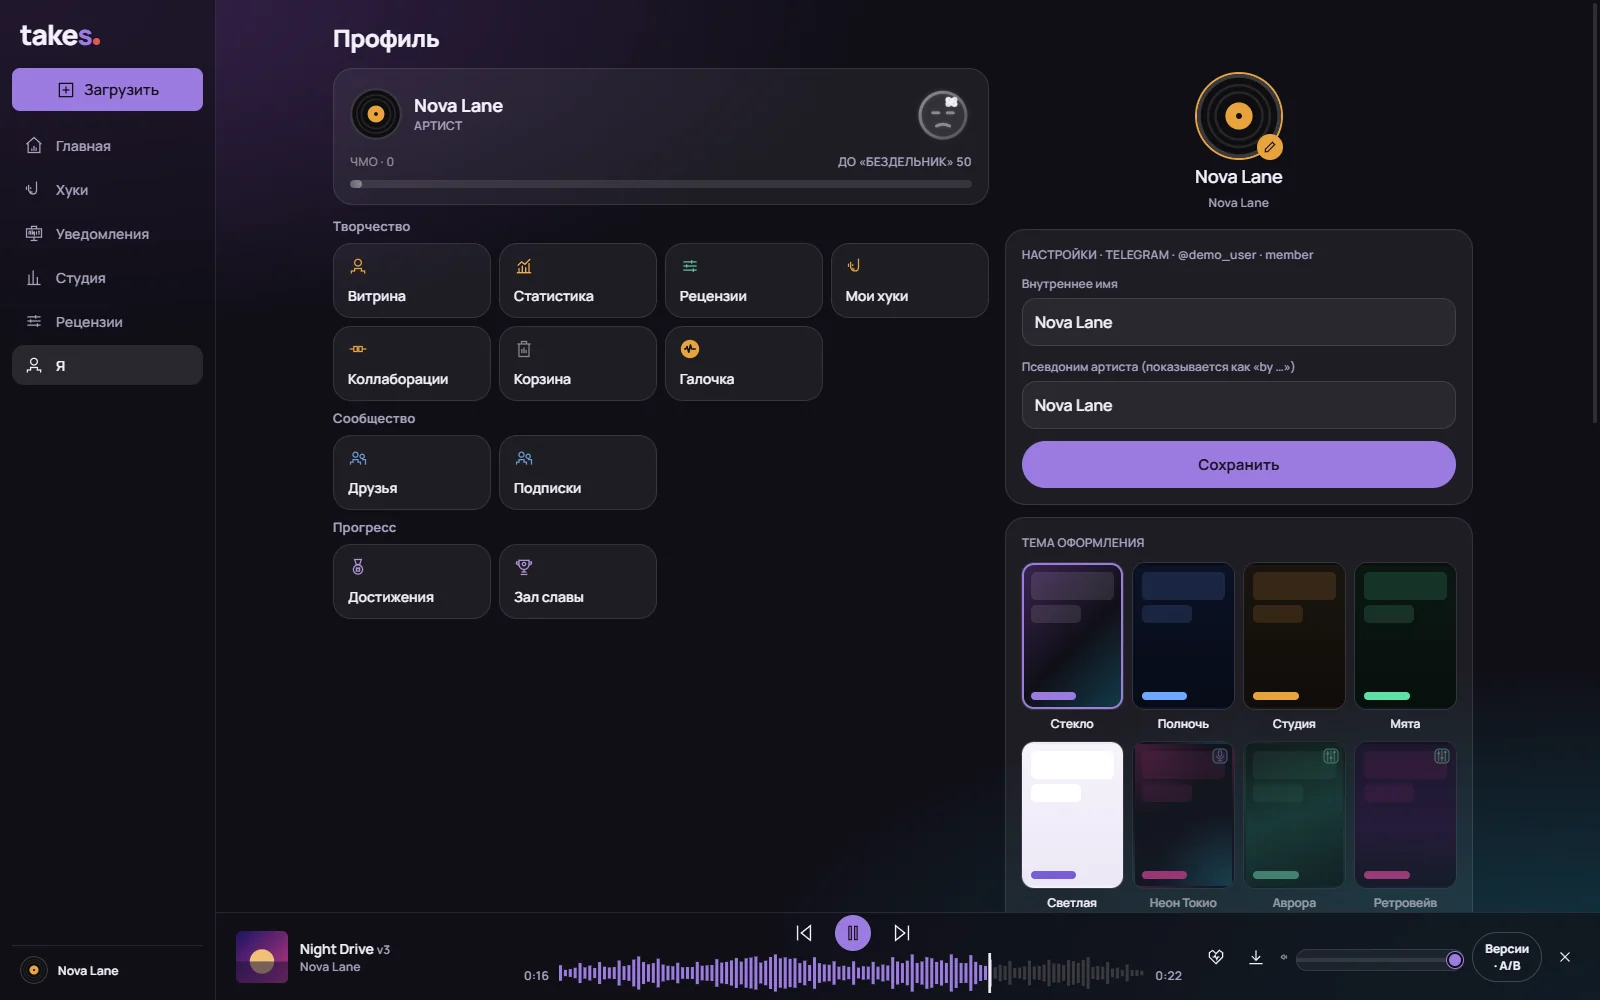 takes.
Загрузить
Главная
Хуки
Уведомления
Студия
Рецензии
Я
Nova Lane
Профиль
Nova Lane
АРТИСТ
ЧМО · 0
ДО «БЕЗДЕЛЬНИК» 50
Творчество
Витрина
Статистика
Рецензии
Мои хуки
Коллаборации
Корзина
Галочка
Сообщество
Друзья
Подписки
Прогресс
Достижения
Зал славы
Nova Lane
Nova Lane
НАСТРОЙКИ · TELEGRAM · @demo_user · member
Внутреннее имя
Nova Lane
Псевдоним артиста (показывается как «by ...»)
Nova Lane
Сохранить
ТЕМА ОФОРМЛЕНИЯ
Стекло
Полночь
Студия
Мята
Светлая
Неон Токио
Аврора
Ретровейв
Night Drive v3
Nova Lane
0:16
0:22
Версии
· A/B